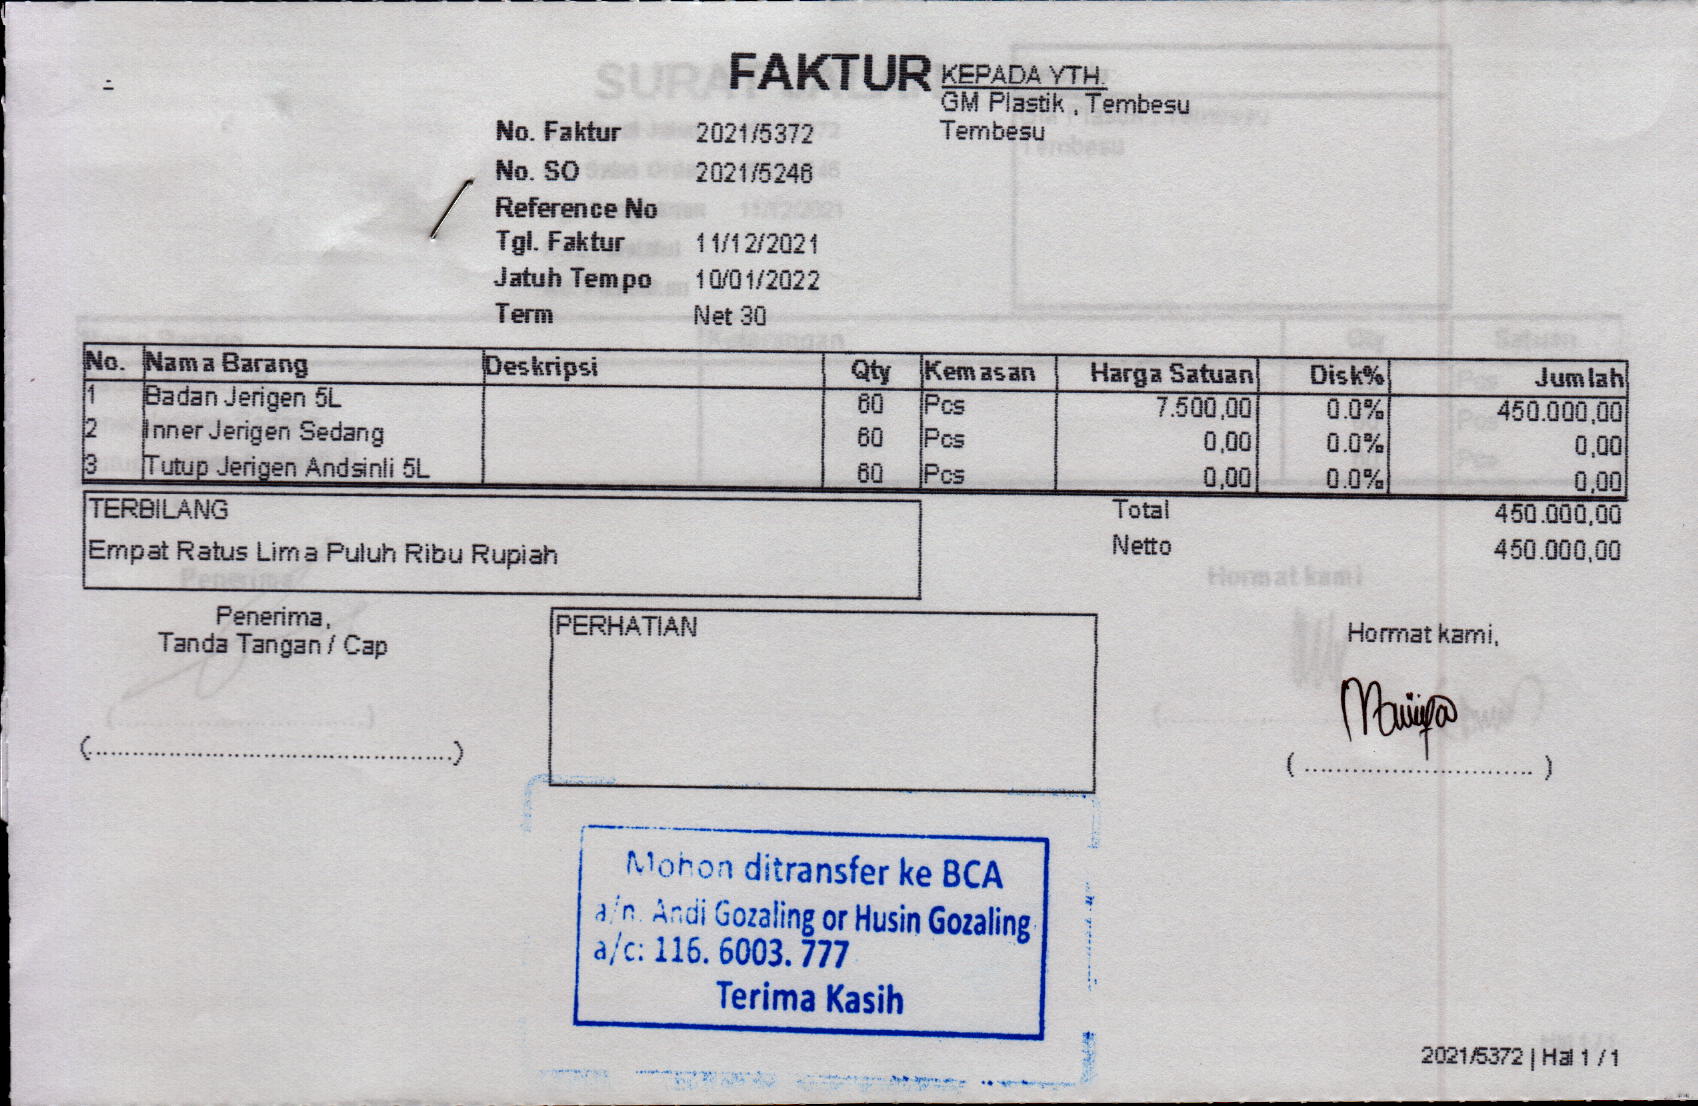 FAKTUR
KEPADA YTH.
GM Plastik , Tembesu
Tembesu
No. Faktur 2021/5372
No. SO 2021/5246
Reference No
Tgl. Faktur 11/12/2021
Jatuh Tempo 10/01/2022
Term Net 30
No. Nama Barang Deskripsi Qty Kemasan Harga Satuan Disk% Jumlah
1 Badan Jerigen 5L 60 Pcs 7.500,00 0.0% 450.000,00
2 Inner Jerigen Sedang 60 Pcs 0,00 0.0% 0,00
3 Tutup Jerigen Andsinli 5L 60 Pcs 0,00 0.0% 0,00
TERBILANG
Empat Ratus Lima Puluh Ribu Rupiah
Total 450.000,00
Netto 450.000,00
Penerima,
Tanda Tangan / Cap
(............................................)
PERHATIAN
Hormat kami,
( ............................. )
Mohon ditransfer ke BCA
a/n. Andi Gozaling or Husin Gozaling
a/c: 116. 6003. 777
Terima Kasih
2021/5372 | Hal 1 / 1